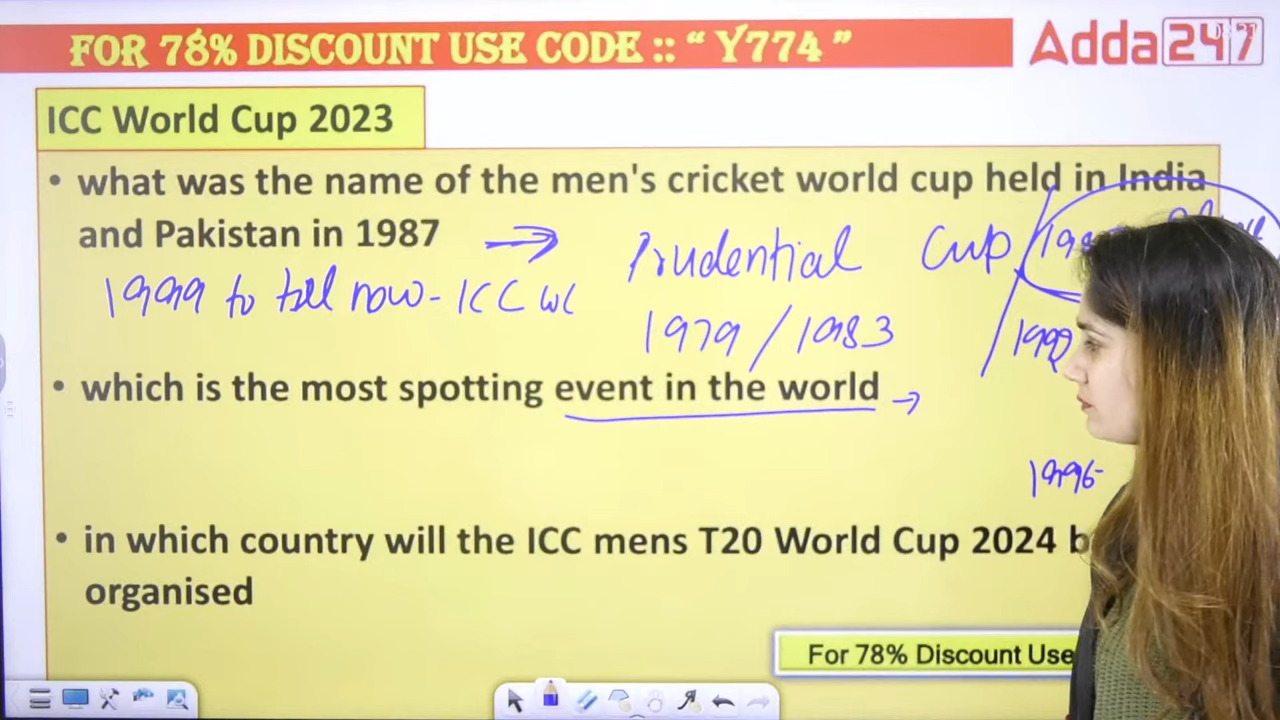 FOR 78% DISCOUNT USE CODE :: “ Y774 ”
Adda247
ICC World Cup 2023
• what was the name of the men's cricket world cup held in India
and Pakistan in 1987 → Prudential Cup
1999 to till now - ICC WC
1979 / 1983
• which is the most spotting event in the world →
1996
• in which country will the ICC mens T20 World Cup 2024
organised
For 78% Discount Use